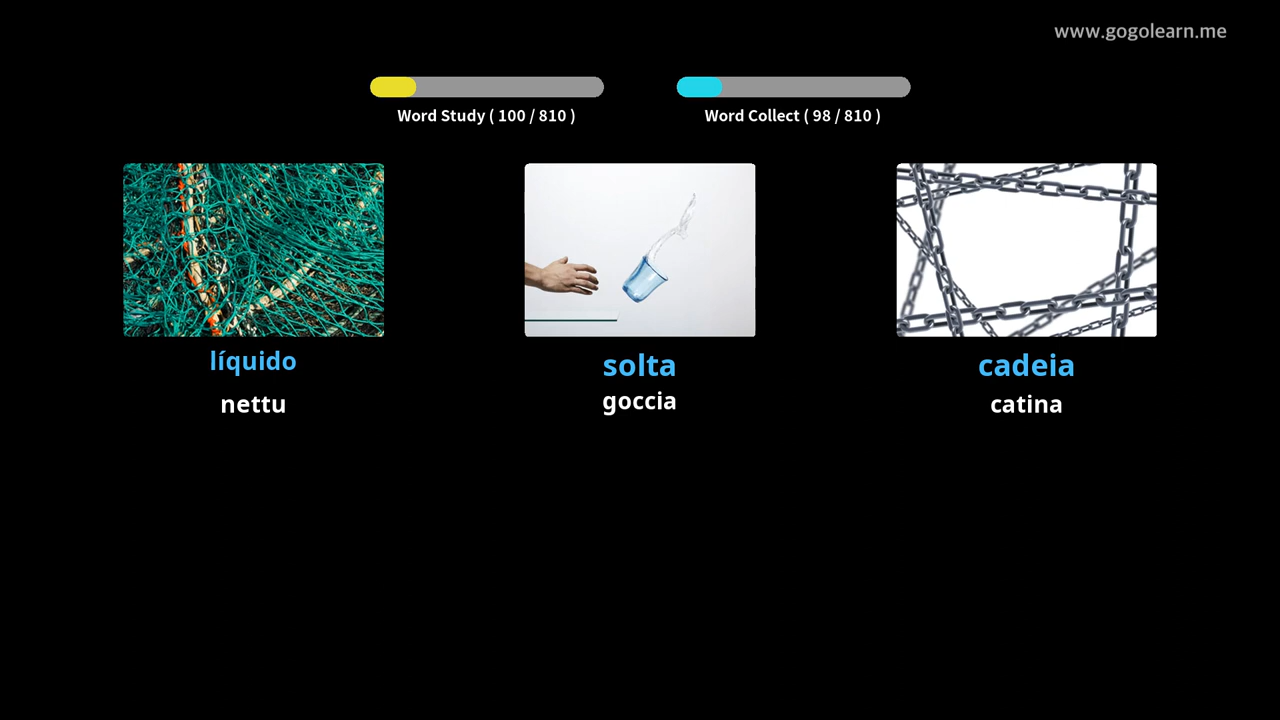 www.gogolearn.me
Word Study ( 100 / 810 )
Word Collect ( 98 / 810 )
líquido
nettu
solta
goccia
cadeia
catina